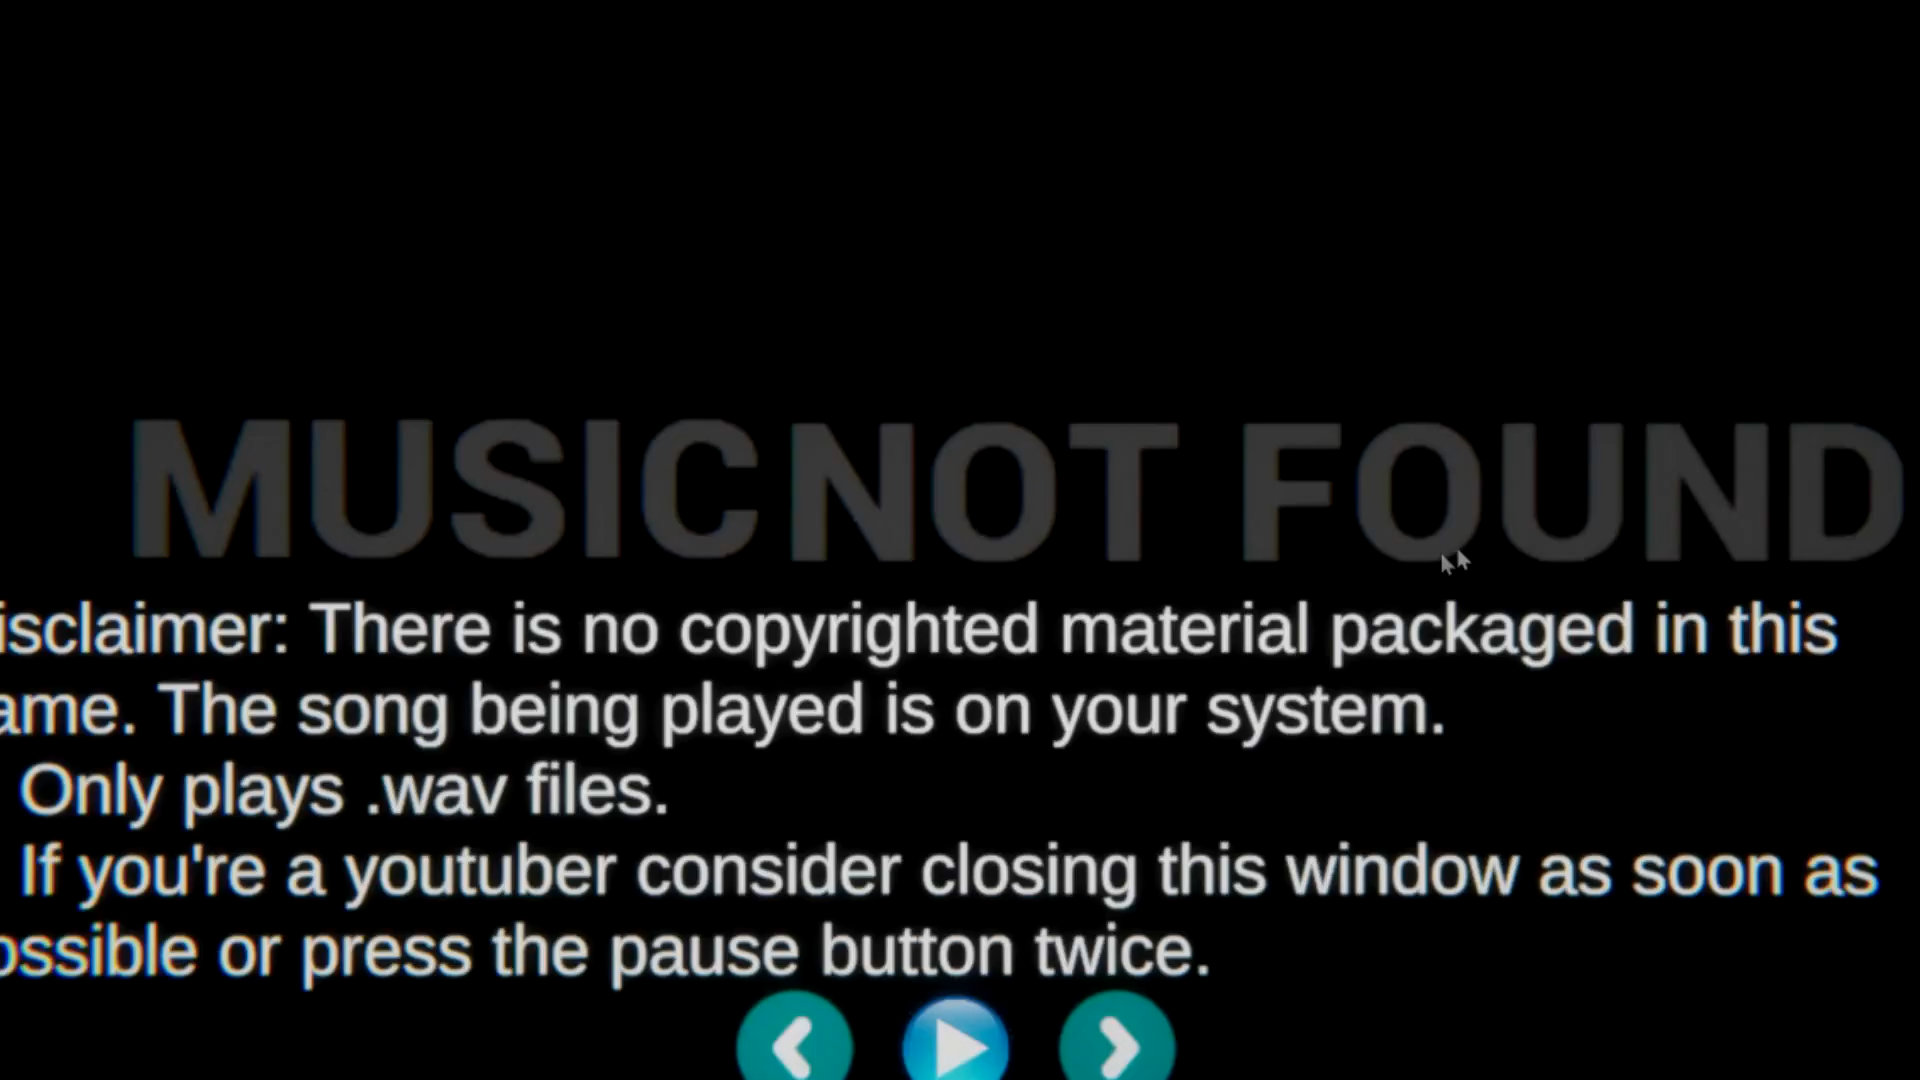 MUSIC NOT FOUND
isclaimer: There is no copyrighted material packaged in this
ame. The song being played is on your system.
Only plays .wav files.
If you're a youtuber consider closing this window as soon as
ossible or press the pause button twice.